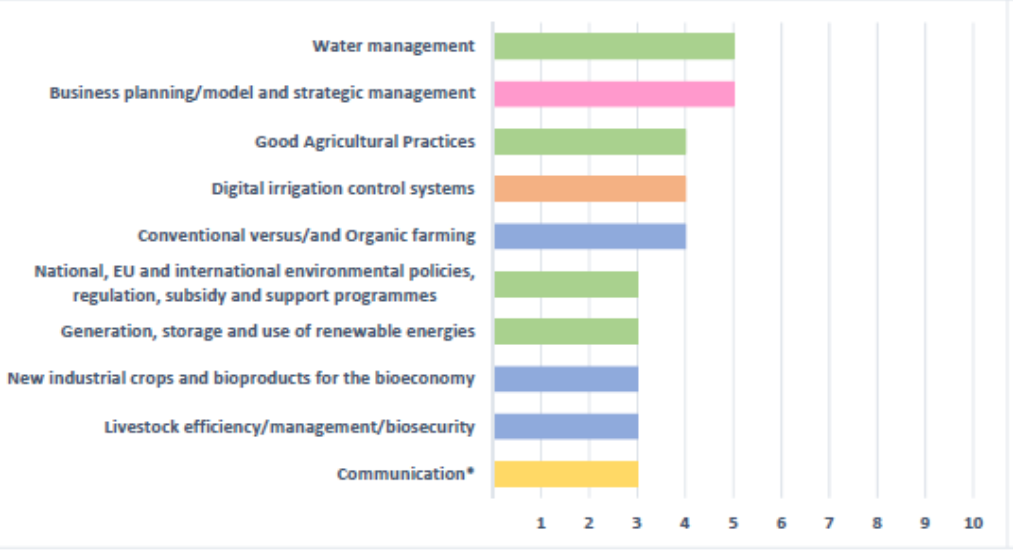 Water management
Business planning/model and strategic management
Good Agricultural Practices
Digital irrigation control systems
Conventional versus/and Organic farming
National, EU and international environmental policies,
regulation, subsidy and support programmes
Generation, storage and use of renewable energies
New industrial crops and bioproducts for the bioeconomy
Livestock efficiency/management/biosecurity
Communication*
1 2 3 4 5 6 7 8 9 10